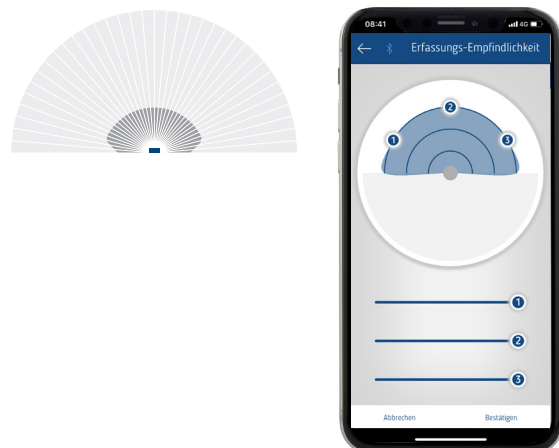 08:41
4G
Erfassungs-Empfindlichkeit
2
1
3
1
2
3
Abbrechen
Bestätigen